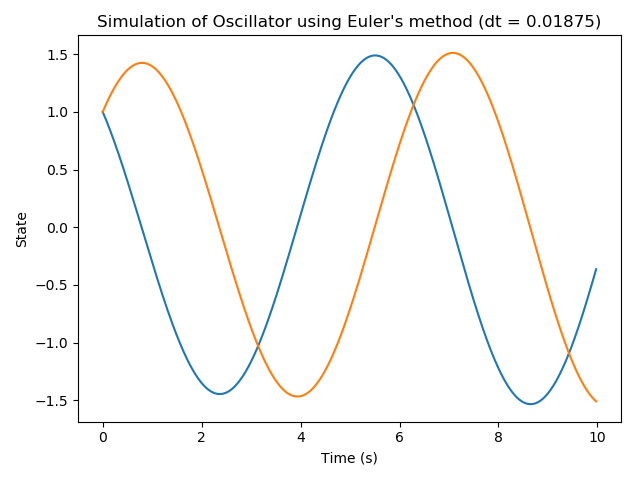 Simulation of Oscillator using Euler's method (dt = 0.01875)
1.5
1.0
0.5
0.0
−0.5
−1.0
−1.5
State
0 2 4 6 8 10
Time (s)